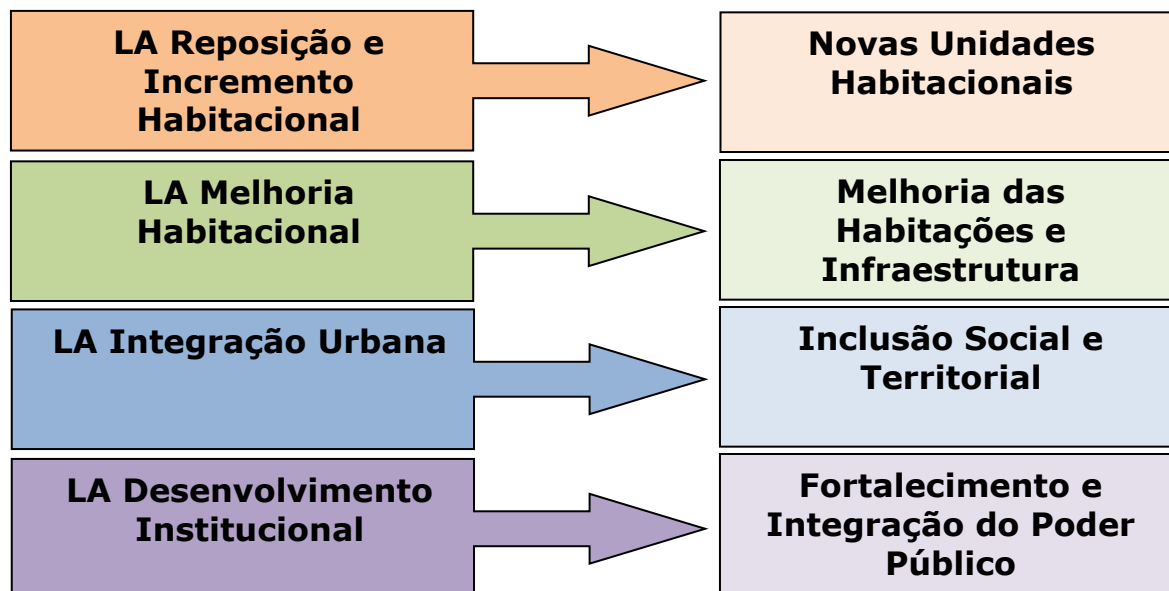 LA Reposição e
Incremento
Habitacional
Novas Unidades
Habitacionais
LA Melhoria
Habitacional
Melhoria das
Habitações e
Infraestrutura
LA Integração Urbana
Inclusão Social e
Territorial
LA Desenvolvimento
Institucional
Fortalecimento e
Integração do Poder
Público